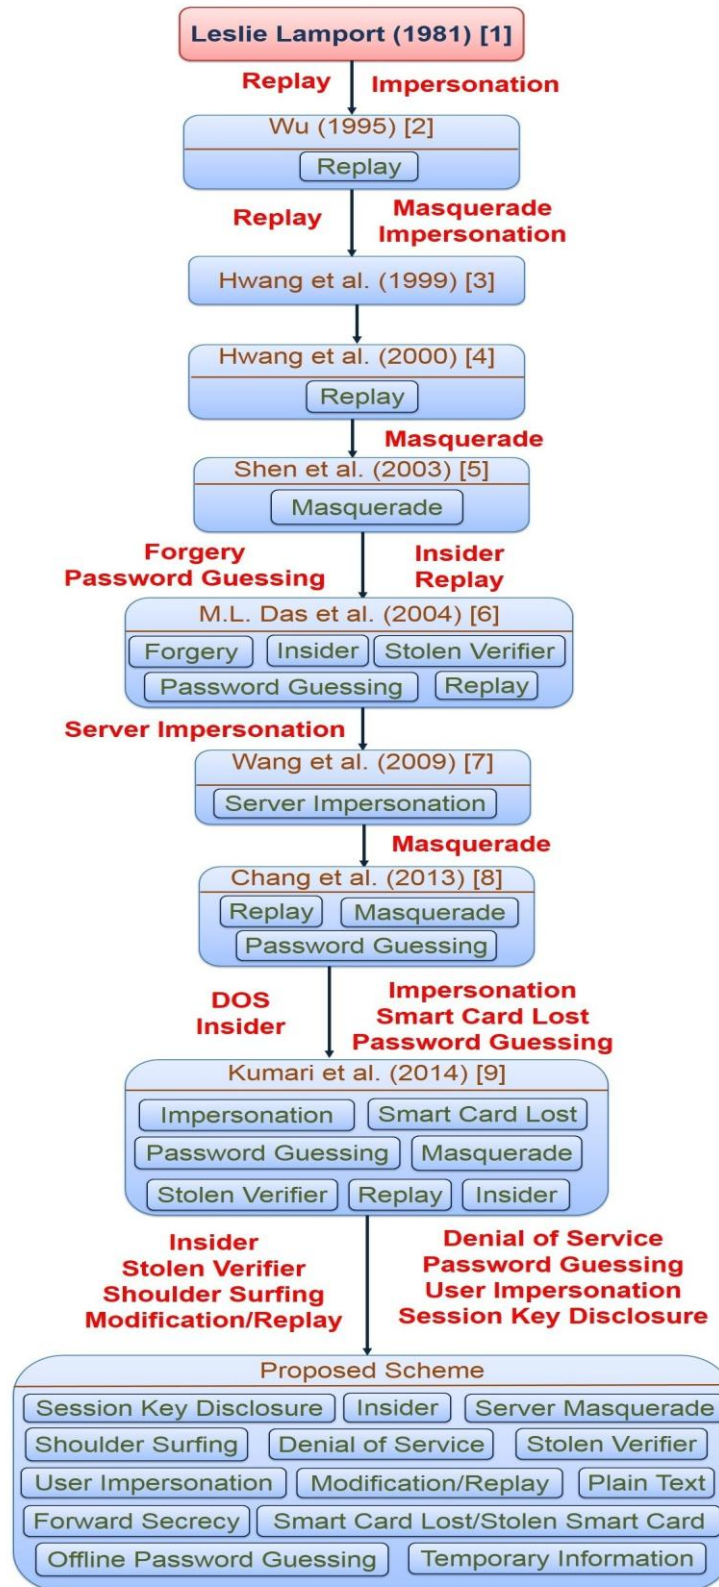 Leslie Lamport (1981) [1]
Replay
Impersonation
Wu (1995) [2]
Replay
Replay
Masquerade
Impersonation
Hwang et al. (1999) [3]
Hwang et al. (2000) [4]
Replay
Masquerade
Shen et al. (2003) [5]
Masquerade
Forgery
Password Guessing
Insider
Replay
M.L. Das et al. (2004) [6]
Forgery Insider Stolen Verifier
Password Guessing Replay
Server Impersonation
Wang et al. (2009) [7]
Server Impersonation
Masquerade
Chang et al. (2013) [8]
Replay Masquerade
Password Guessing
DOS
Insider
Impersonation
Smart Card Lost
Password Guessing
Kumari et al. (2014) [9]
Impersonation Smart Card Lost
Password Guessing Masquerade
Stolen Verifier Replay Insider
Insider
Stolen Verifier
Shoulder Surfing
Modification/Replay
Denial of Service
Password Guessing
User Impersonation
Session Key Disclosure
Proposed Scheme
Session Key Disclosure Insider Server Masquerade
Shoulder Surfing Denial of Service Stolen Verifier
User Impersonation Modification/Replay Plain Text
Forward Secrecy Smart Card Lost/Stolen Smart Card
Offline Password Guessing Temporary Information